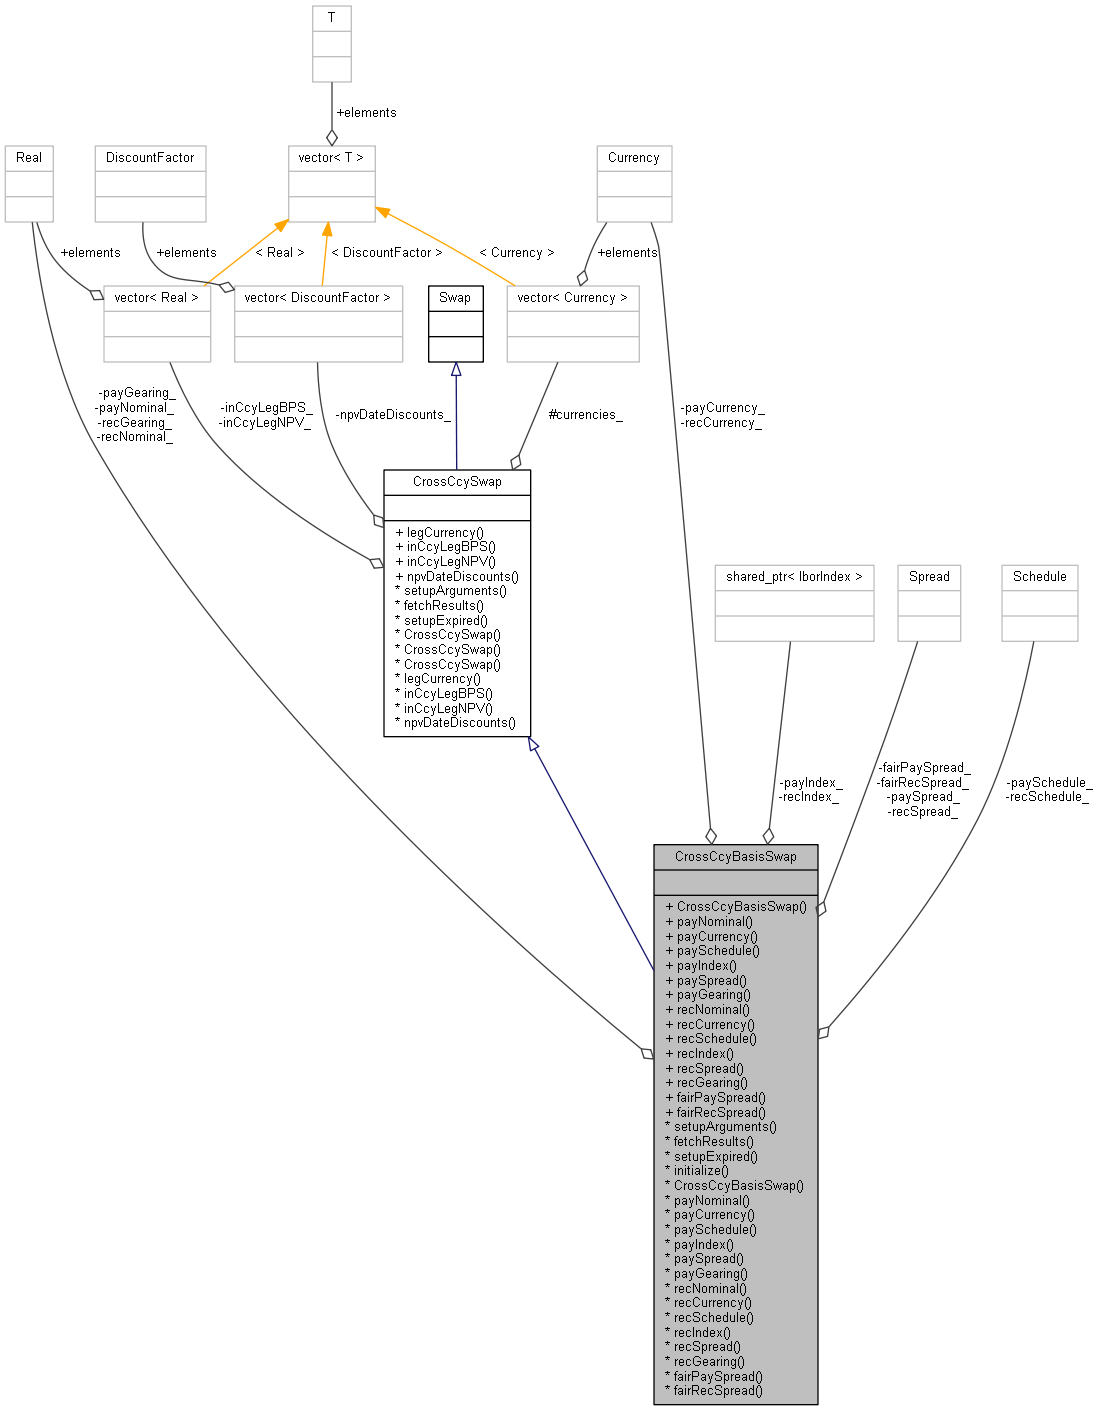 T
+elements
Real
DiscountFactor
vector< T >
Currency
+elements
+elements
< Real >
< DiscountFactor >
< Currency >
+elements
vector< Real >
vector< DiscountFactor >
Swap
vector< Currency >
-payGearing_
-payNominal_
-recGearing_
-recNominal_
-inCcyLegBPS_
-inCcyLegNPV_
-npvDateDiscounts_
#currencies_
-payCurrency_
-recCurrency_
CrossCcySwap
+ legCurrency()
+ inCcyLegBPS()
+ inCcyLegNPV()
+ npvDateDiscounts()
* setupArguments()
* fetchResults()
* setupExpired()
* CrossCcySwap()
* CrossCcySwap()
* CrossCcySwap()
* legCurrency()
* inCcyLegBPS()
* inCcyLegNPV()
* npvDateDiscounts()
shared_ptr< IborIndex >
Spread
Schedule
-payIndex_
-recIndex_
-fairPaySpread_
-fairRecSpread_
-paySpread_
-recSpread_
-paySchedule_
-recSchedule_
CrossCcyBasisSwap
+ CrossCcyBasisSwap()
+ payNominal()
+ payCurrency()
+ paySchedule()
+ payIndex()
+ paySpread()
+ payGearing()
+ recNominal()
+ recCurrency()
+ recSchedule()
+ recIndex()
+ recSpread()
+ recGearing()
+ fairPaySpread()
+ fairRecSpread()
* setupArguments()
* fetchResults()
* setupExpired()
* initialize()
* CrossCcyBasisSwap()
* payNominal()
* payCurrency()
* paySchedule()
* payIndex()
* paySpread()
* payGearing()
* recNominal()
* recCurrency()
* recSchedule()
* recIndex()
* recSpread()
* recGearing()
* fairPaySpread()
* fairRecSpread()